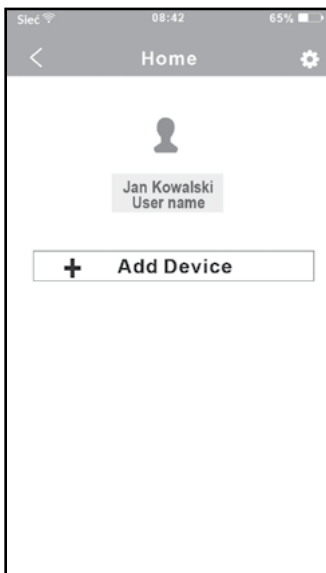 Sieć 08:42 65%
Home
Jan Kowalski
User name
+ Add Device